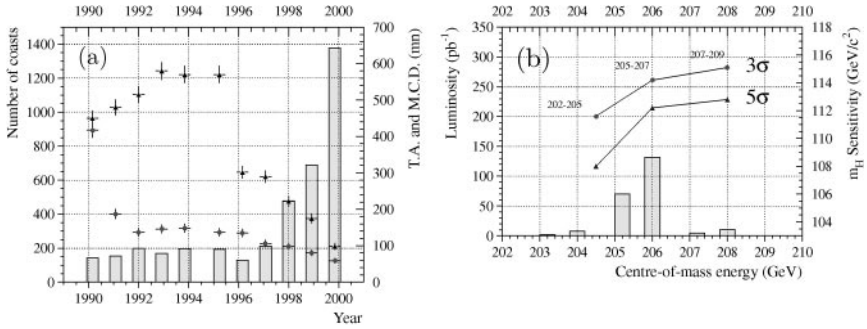 1990 1992 1994 1996 1998 2000
Number of coasts
1400
1200
1000
800
600
400
200
0
(a)
700
600
500
400
300
200
100
0
T.A. and M.C.D. (mn)
1990 1992 1994 1996 1998 2000
Year
202 203 204 205 206 207 208 209 210
Luminosity (pb⁻¹)
350
300
250
200
150
100
50
0
(b)
202-205
205-207
207-209
3σ
5σ
118
116
115
114
112
110
108
106
104
m_H Sensitivity (GeV/c²)
202 203 204 205 206 207 208 209 210
Centre-of-mass energy (GeV)